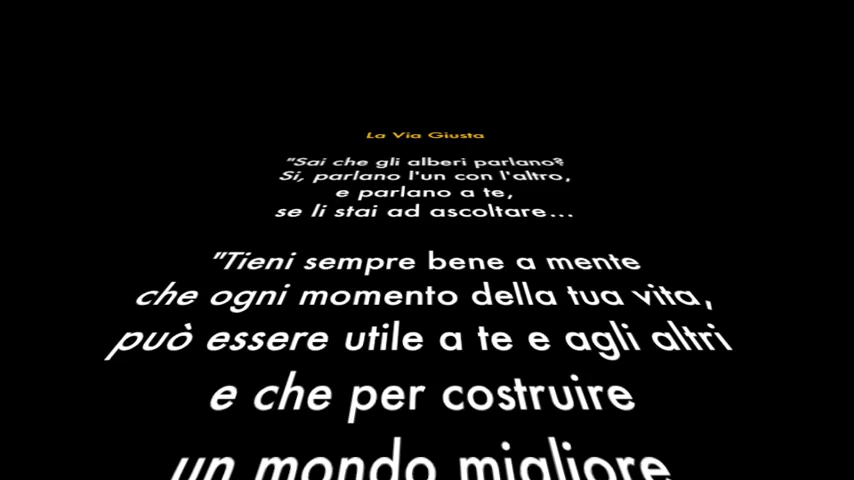 La Via Giusta
"Sai che gli alberi parlano?
Si, parlano l'un con l'altro,
e parlano a te,
se li stai ad ascoltare...
"Tieni sempre bene a mente
che ogni momento della tua vita,
può essere utile a te e agli altri
e che per costruire
un mondo migliore